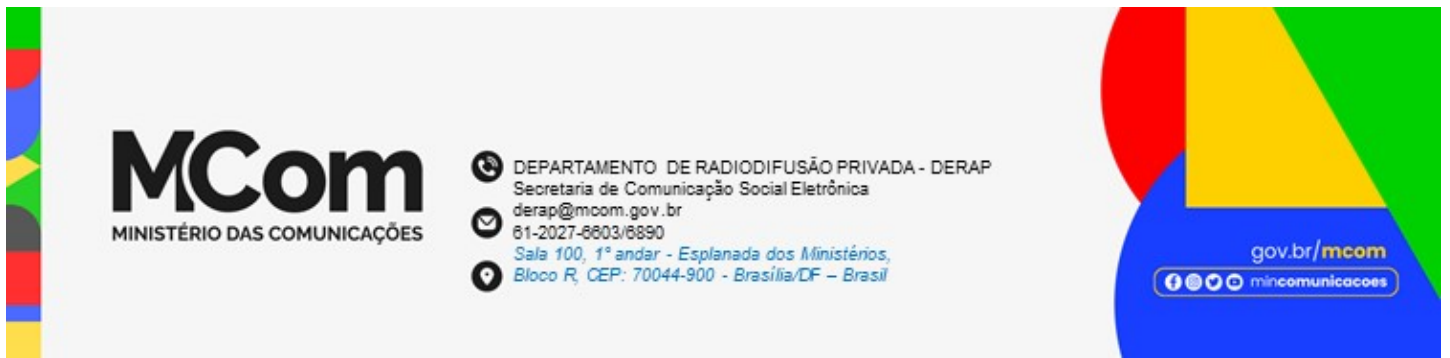 MCom
MINISTÉRIO DAS COMUNICAÇÕES
DEPARTAMENTO DE RADIODIFUSÃO PRIVADA - DERAP
Secretaria de Comunicação Social Eletrônica
derap@mcom.gov.br
61-2027-6603/6890
Sala 100, 1° andar - Esplanada dos Ministérios,
Bloco R, CEP: 70044-900 - Brasília/DF – Brasil
gov.br/mcom
mincomunicacoes